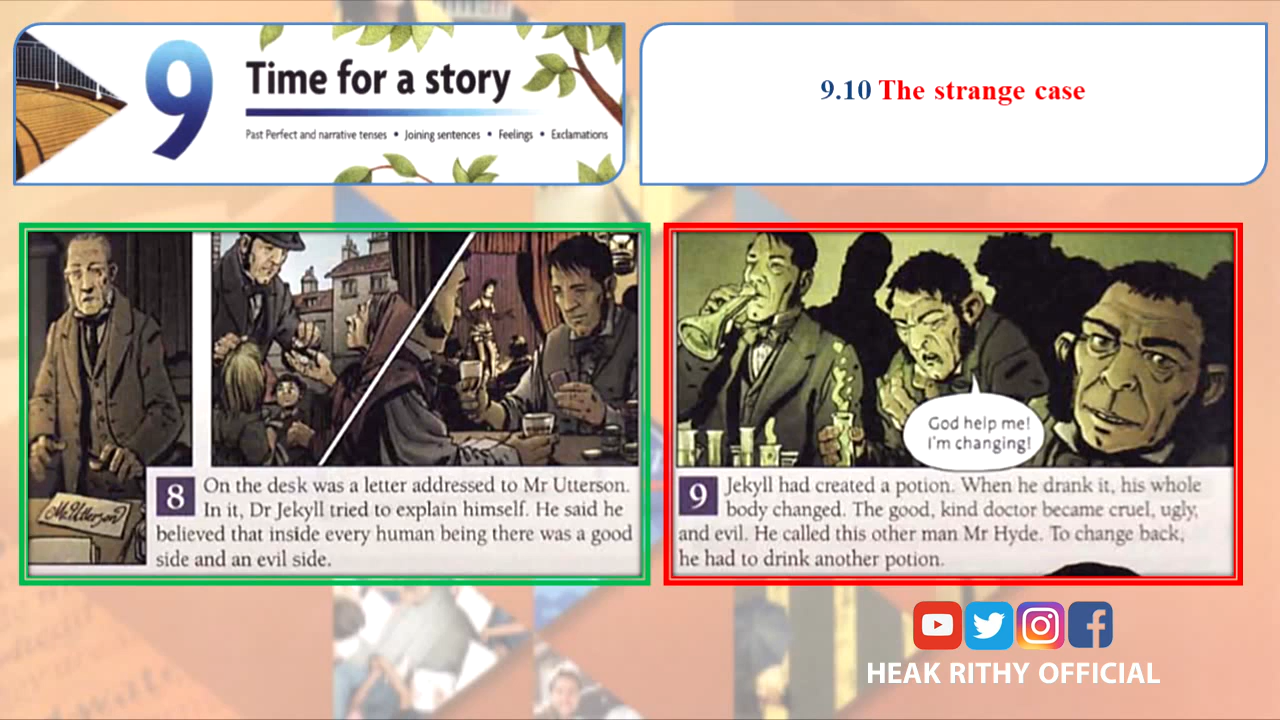 9
Time for a story
Past Perfect and narrative tenses • Joining sentences • Feelings • Exclamations
9.10 The strange case
Mr. Utterson
8
On the desk was a letter addressed to Mr Utterson.
In it, Dr Jekyll tried to explain himself. He said he
believed that inside every human being there was a good
side and an evil side.
God help me!
I'm changing!
9
Jekyll had created a potion. When he drank it, his whole
body changed. The good, kind doctor became cruel, ugly,
and evil. He called this other man Mr Hyde. To change back,
he had to drink another potion.
HEAK RITHY OFFICIAL